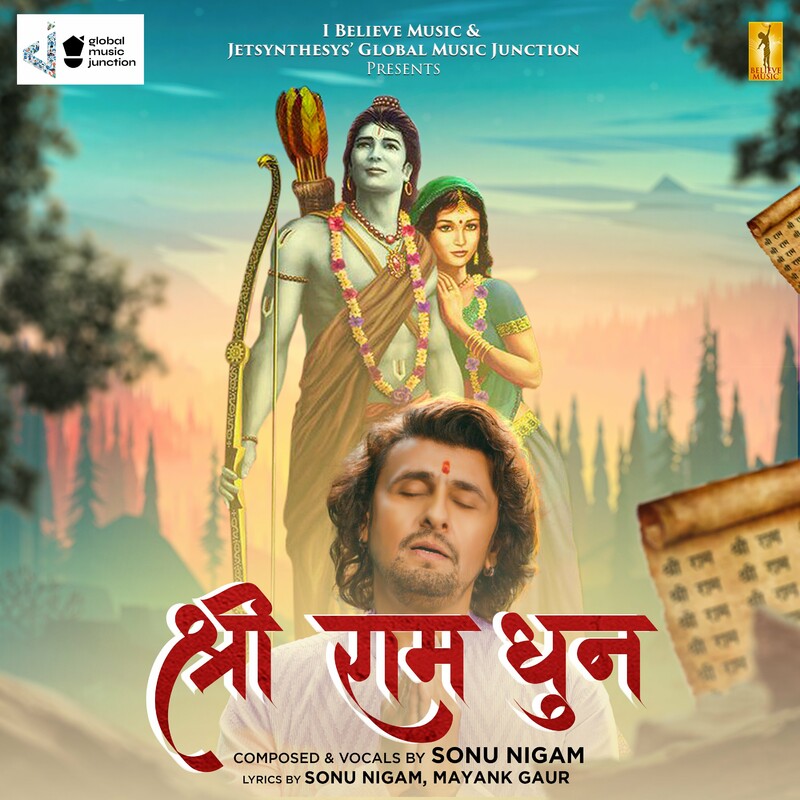 global
music
junction
I Believe Music &
Jetsynthesys' Global Music Junction
Presents
BELIEVE
MUSIC
श्री राम
श्री राम
श्री राम श्री राम
श्री राम श्री राम
श्री राम श्री राम
श्री राम
श्री राम धुन
COMPOSED & VOCALS BY SONU NIGAM
LYRICS BY SONU NIGAM, MAYANK GAUR